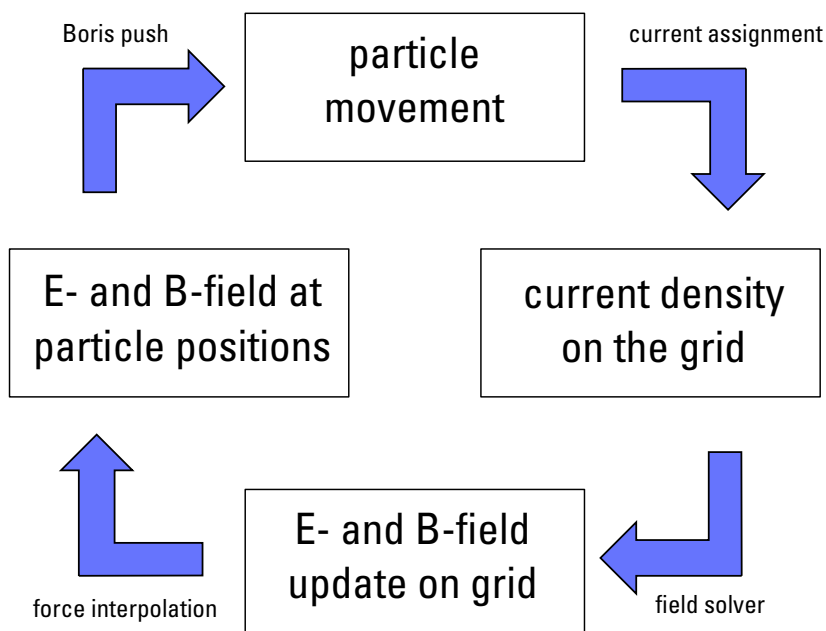 Boris push
particle
movement
current assignment
E- and B-field at
particle positions
current density
on the grid
E- and B-field
update on grid
force interpolation
field solver